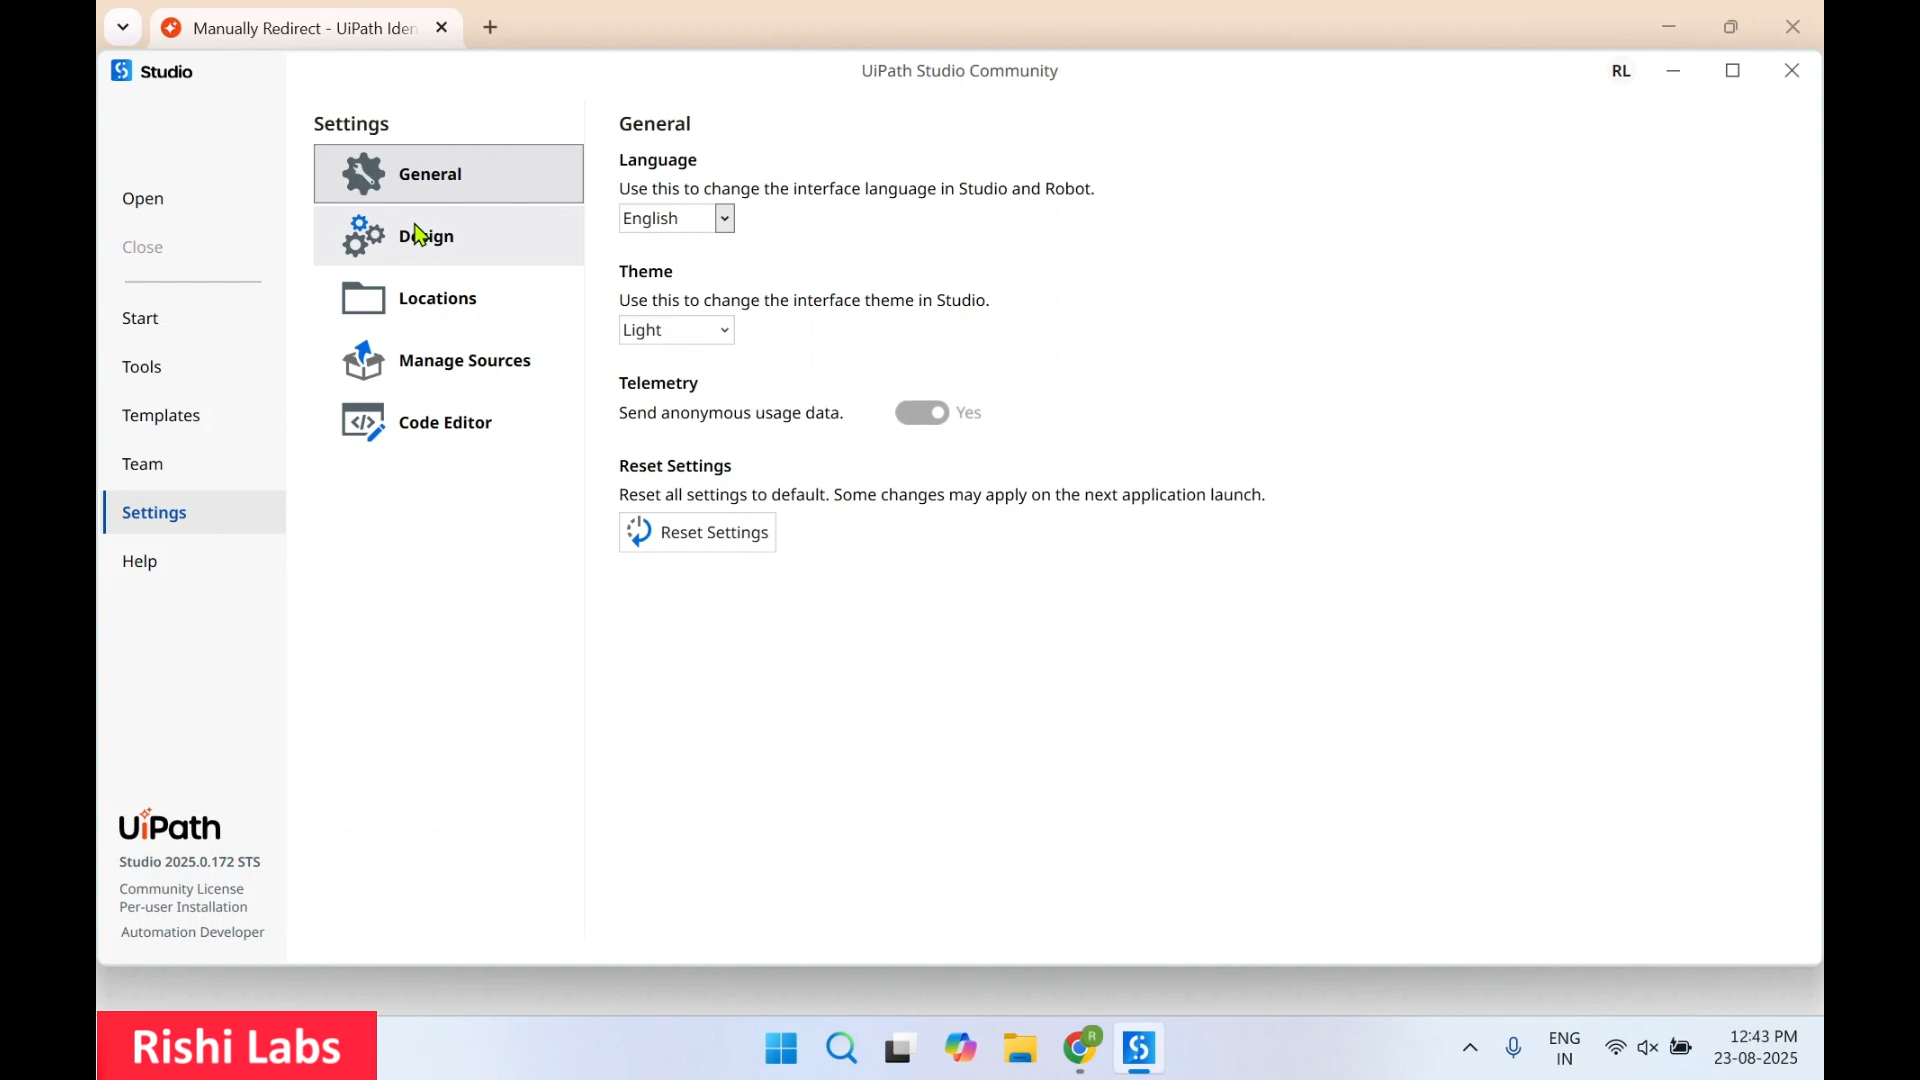 Manually Redirect - UiPath Iden
Studio
UiPath Studio Community
RL
Open
Close
Start
Tools
Templates
Team
Settings
Help
UiPath
Studio 2025.0.172 STS
Community License
Per-user Installation
Automation Developer
Settings
General
Design
Locations
Manage Sources
Code Editor
General
Language
Use this to change the interface language in Studio and Robot.
English
Theme
Use this to change the interface theme in Studio.
Light
Telemetry
Send anonymous usage data.
Yes
Reset Settings
Reset all settings to default. Some changes may apply on the next application launch.
Reset Settings
Rishi Labs
R
ENG
IN
12:43 PM
23-08-2025